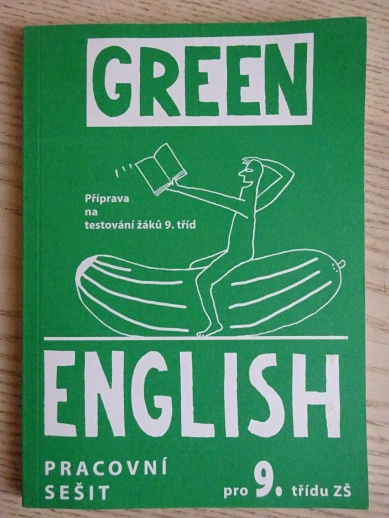 GREEN
Příprava
na
testování žáků 9. tříd
ENGLISH
PRACOVNÍ
SEŠIT
pro 9. třídu ZŠ